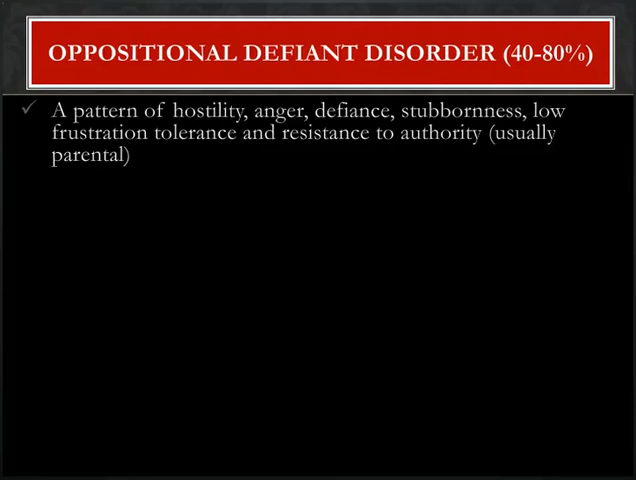 OPPOSITIONAL DEFIANT DISORDER (40-80%)
A pattern of hostility, anger, defiance, stubbornness, low
frustration tolerance and resistance to authority (usually
parental)